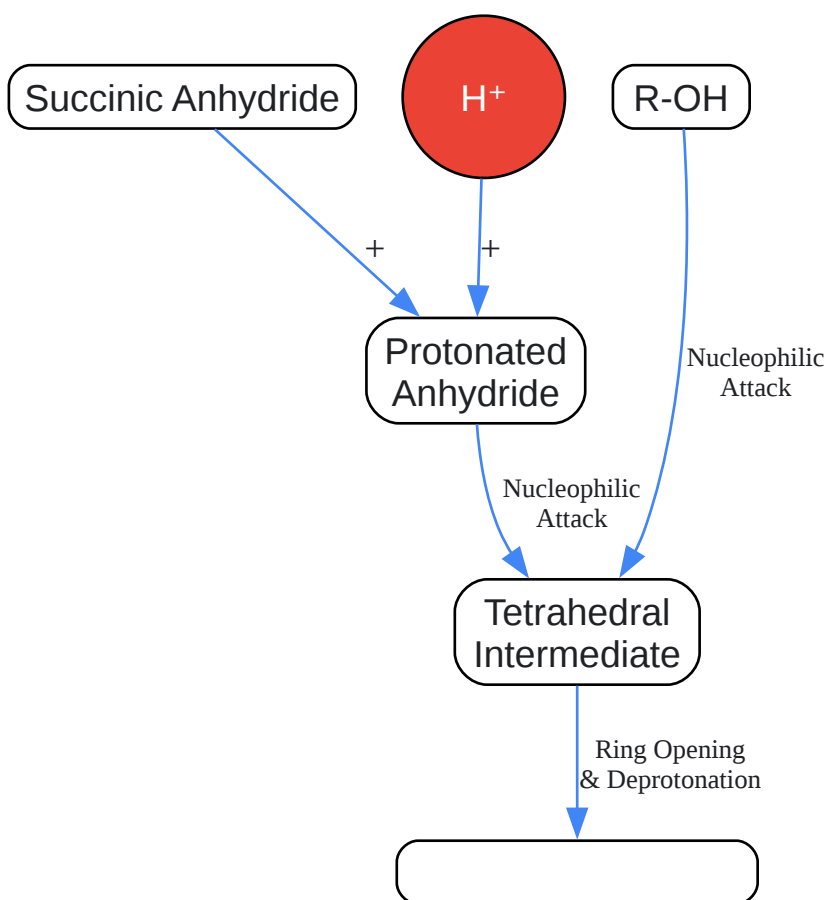 Succinic Anhydride
H⁺
R-OH
+
+
Protonated
Anhydride
Nucleophilic
Attack
Nucleophilic
Attack
Tetrahedral
Intermediate
Ring Opening
& Deprotonation